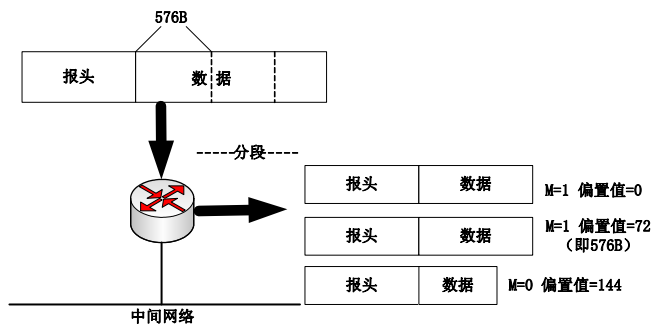 576B
报头 数据
-----分段-----
报头 数据 M=1 偏置值=0
报头 数据 M=1 偏置值=72
(即576B)
报头 数据 M=0 偏置值=144
中间网络